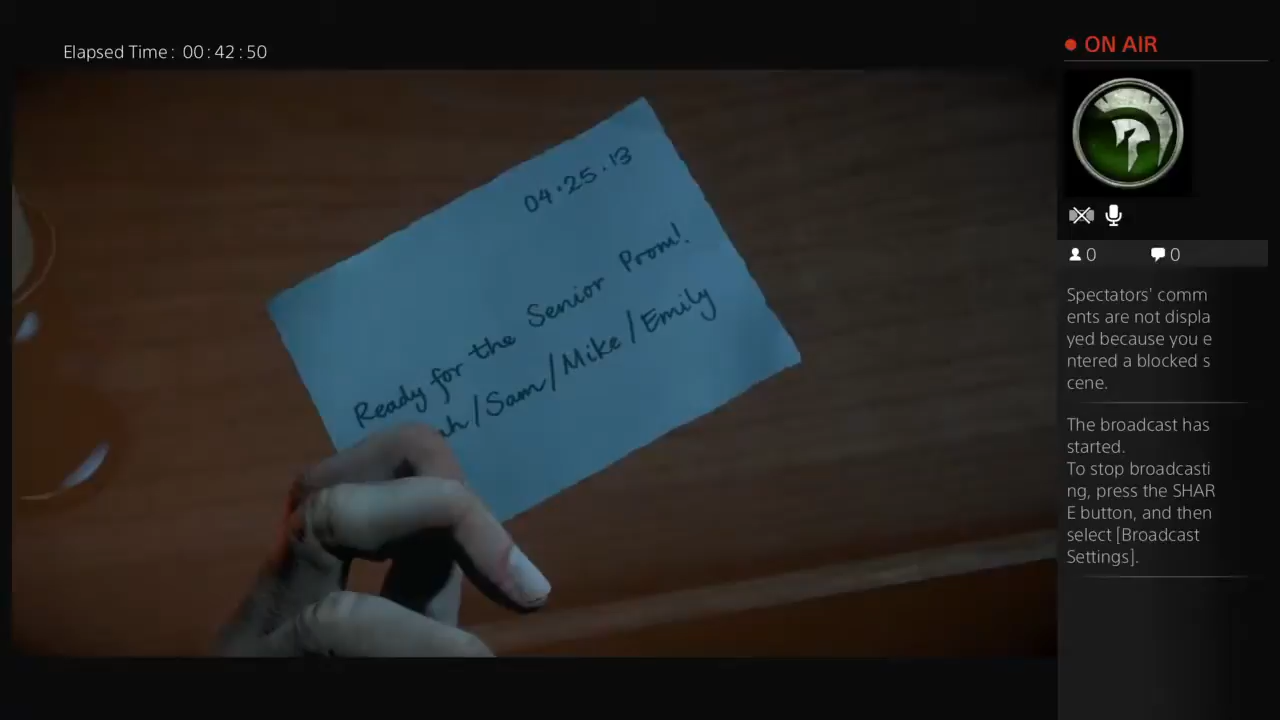 Elapsed Time: 00:42:50
ON AIR
04.25.13
Ready for the Senior Prom!
/Sam/Mike/Emily
0
0
Spectators' comm
ents are not displa
yed because you e
ntered a blocked s
cene.
The broadcast has
started.
To stop broadcasti
ng, press the SHAR
E button, and then
select [Broadcast
Settings].